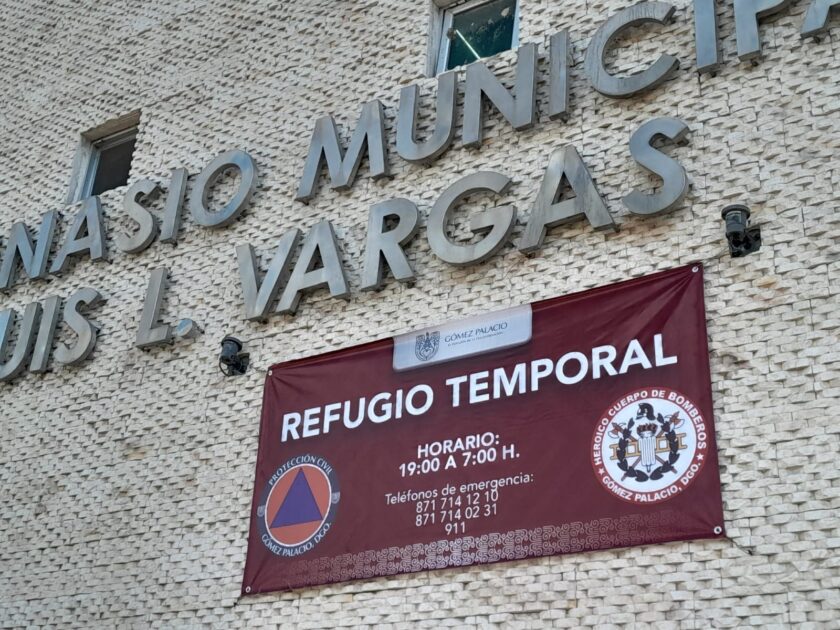 NASIO MUNICIPA
UIS L. VARGAS
GÓMEZ PALACIO
REFUGIO TEMPORAL
HORARIO:
19:00 A 7:00 H.
Teléfonos de emergencia:
871 714 12 10
871 714 02 31
911
PROTECCIÓN CIVIL
GÓMEZ PALACIO, DGO.
HEROICO CUERPO DE BOMBEROS
GÓMEZ PALACIO, DGO.